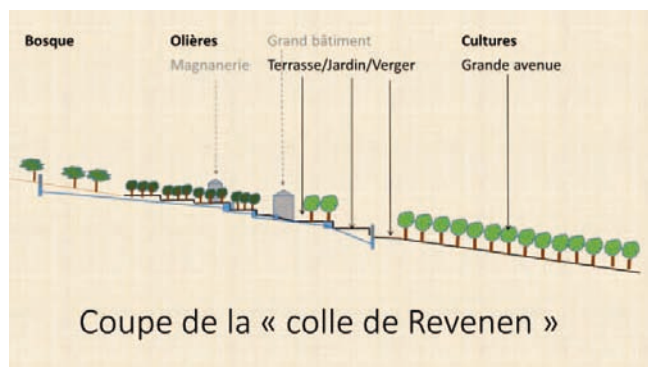 Bosque
Olières
Magnanerie
Grand bâtiment
Terrasse/Jardin/Verger
Cultures
Grande avenue
Coupe de la « colle de Revenen »